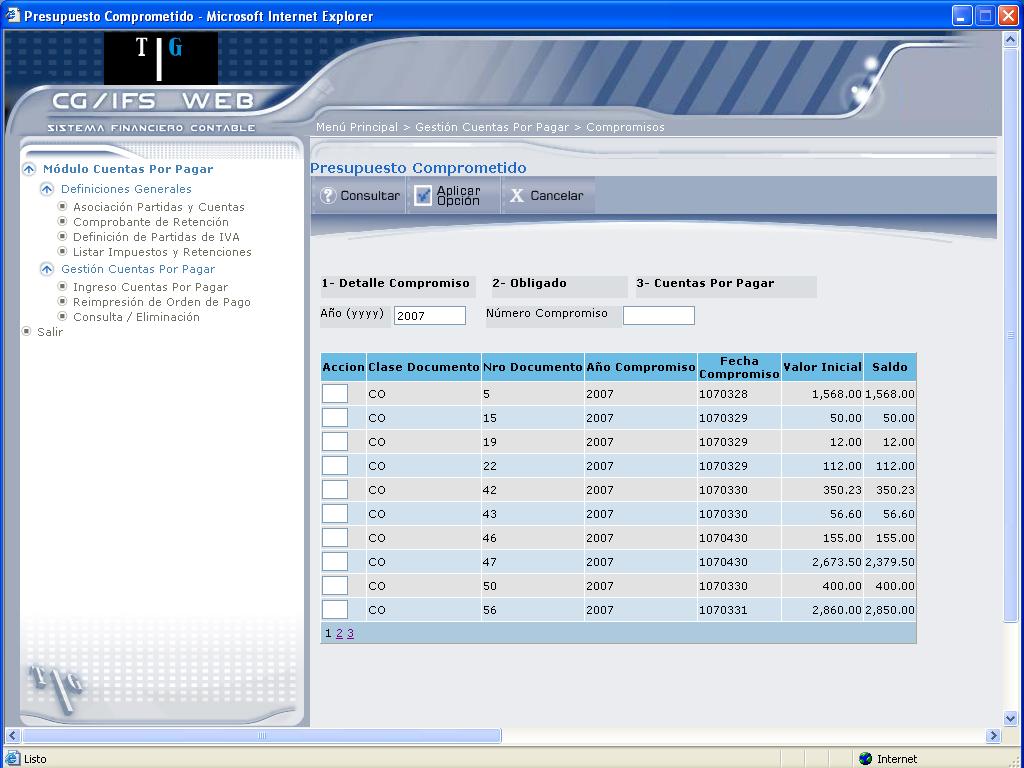 Presupuesto Comprometido - Microsoft Internet Explorer
T G
CG/IFS WEB
SISTEMA FINANCIERO CONTABLE
Menú Principal > Gestión Cuentas Por Pagar > Compromisos
Módulo Cuentas Por Pagar
Definiciones Generales
Asociación Partidas y Cuentas
Comprobante de Retención
Definición de Partidas de IVA
Listar Impuestos y Retenciones
Gestión Cuentas Por Pagar
Ingreso Cuentas Por Pagar
Reimpresión de Orden de Pago
Consulta / Eliminación
Salir
T G
Presupuesto Comprometido
Consultar Aplicar Opción X Cancelar
1- Detalle Compromiso 2- Obligado 3- Cuentas Por Pagar
Año (yyyy) 2007 Número Compromiso
Accion Clase Documento Nro Documento Año Compromiso Fecha Compromiso Valor Inicial Saldo
CO 5 2007 1070328 1,568.00 1,568.00
CO 15 2007 1070329 50.00 50.00
CO 19 2007 1070329 12.00 12.00
CO 22 2007 1070329 112.00 112.00
CO 42 2007 1070330 350.23 350.23
CO 43 2007 1070330 56.60 56.60
CO 46 2007 1070430 155.00 155.00
CO 47 2007 1070430 2,673.50 2,379.50
CO 50 2007 1070330 400.00 400.00
CO 56 2007 1070331 2,860.00 2,850.00
1 2 3
Listo Internet